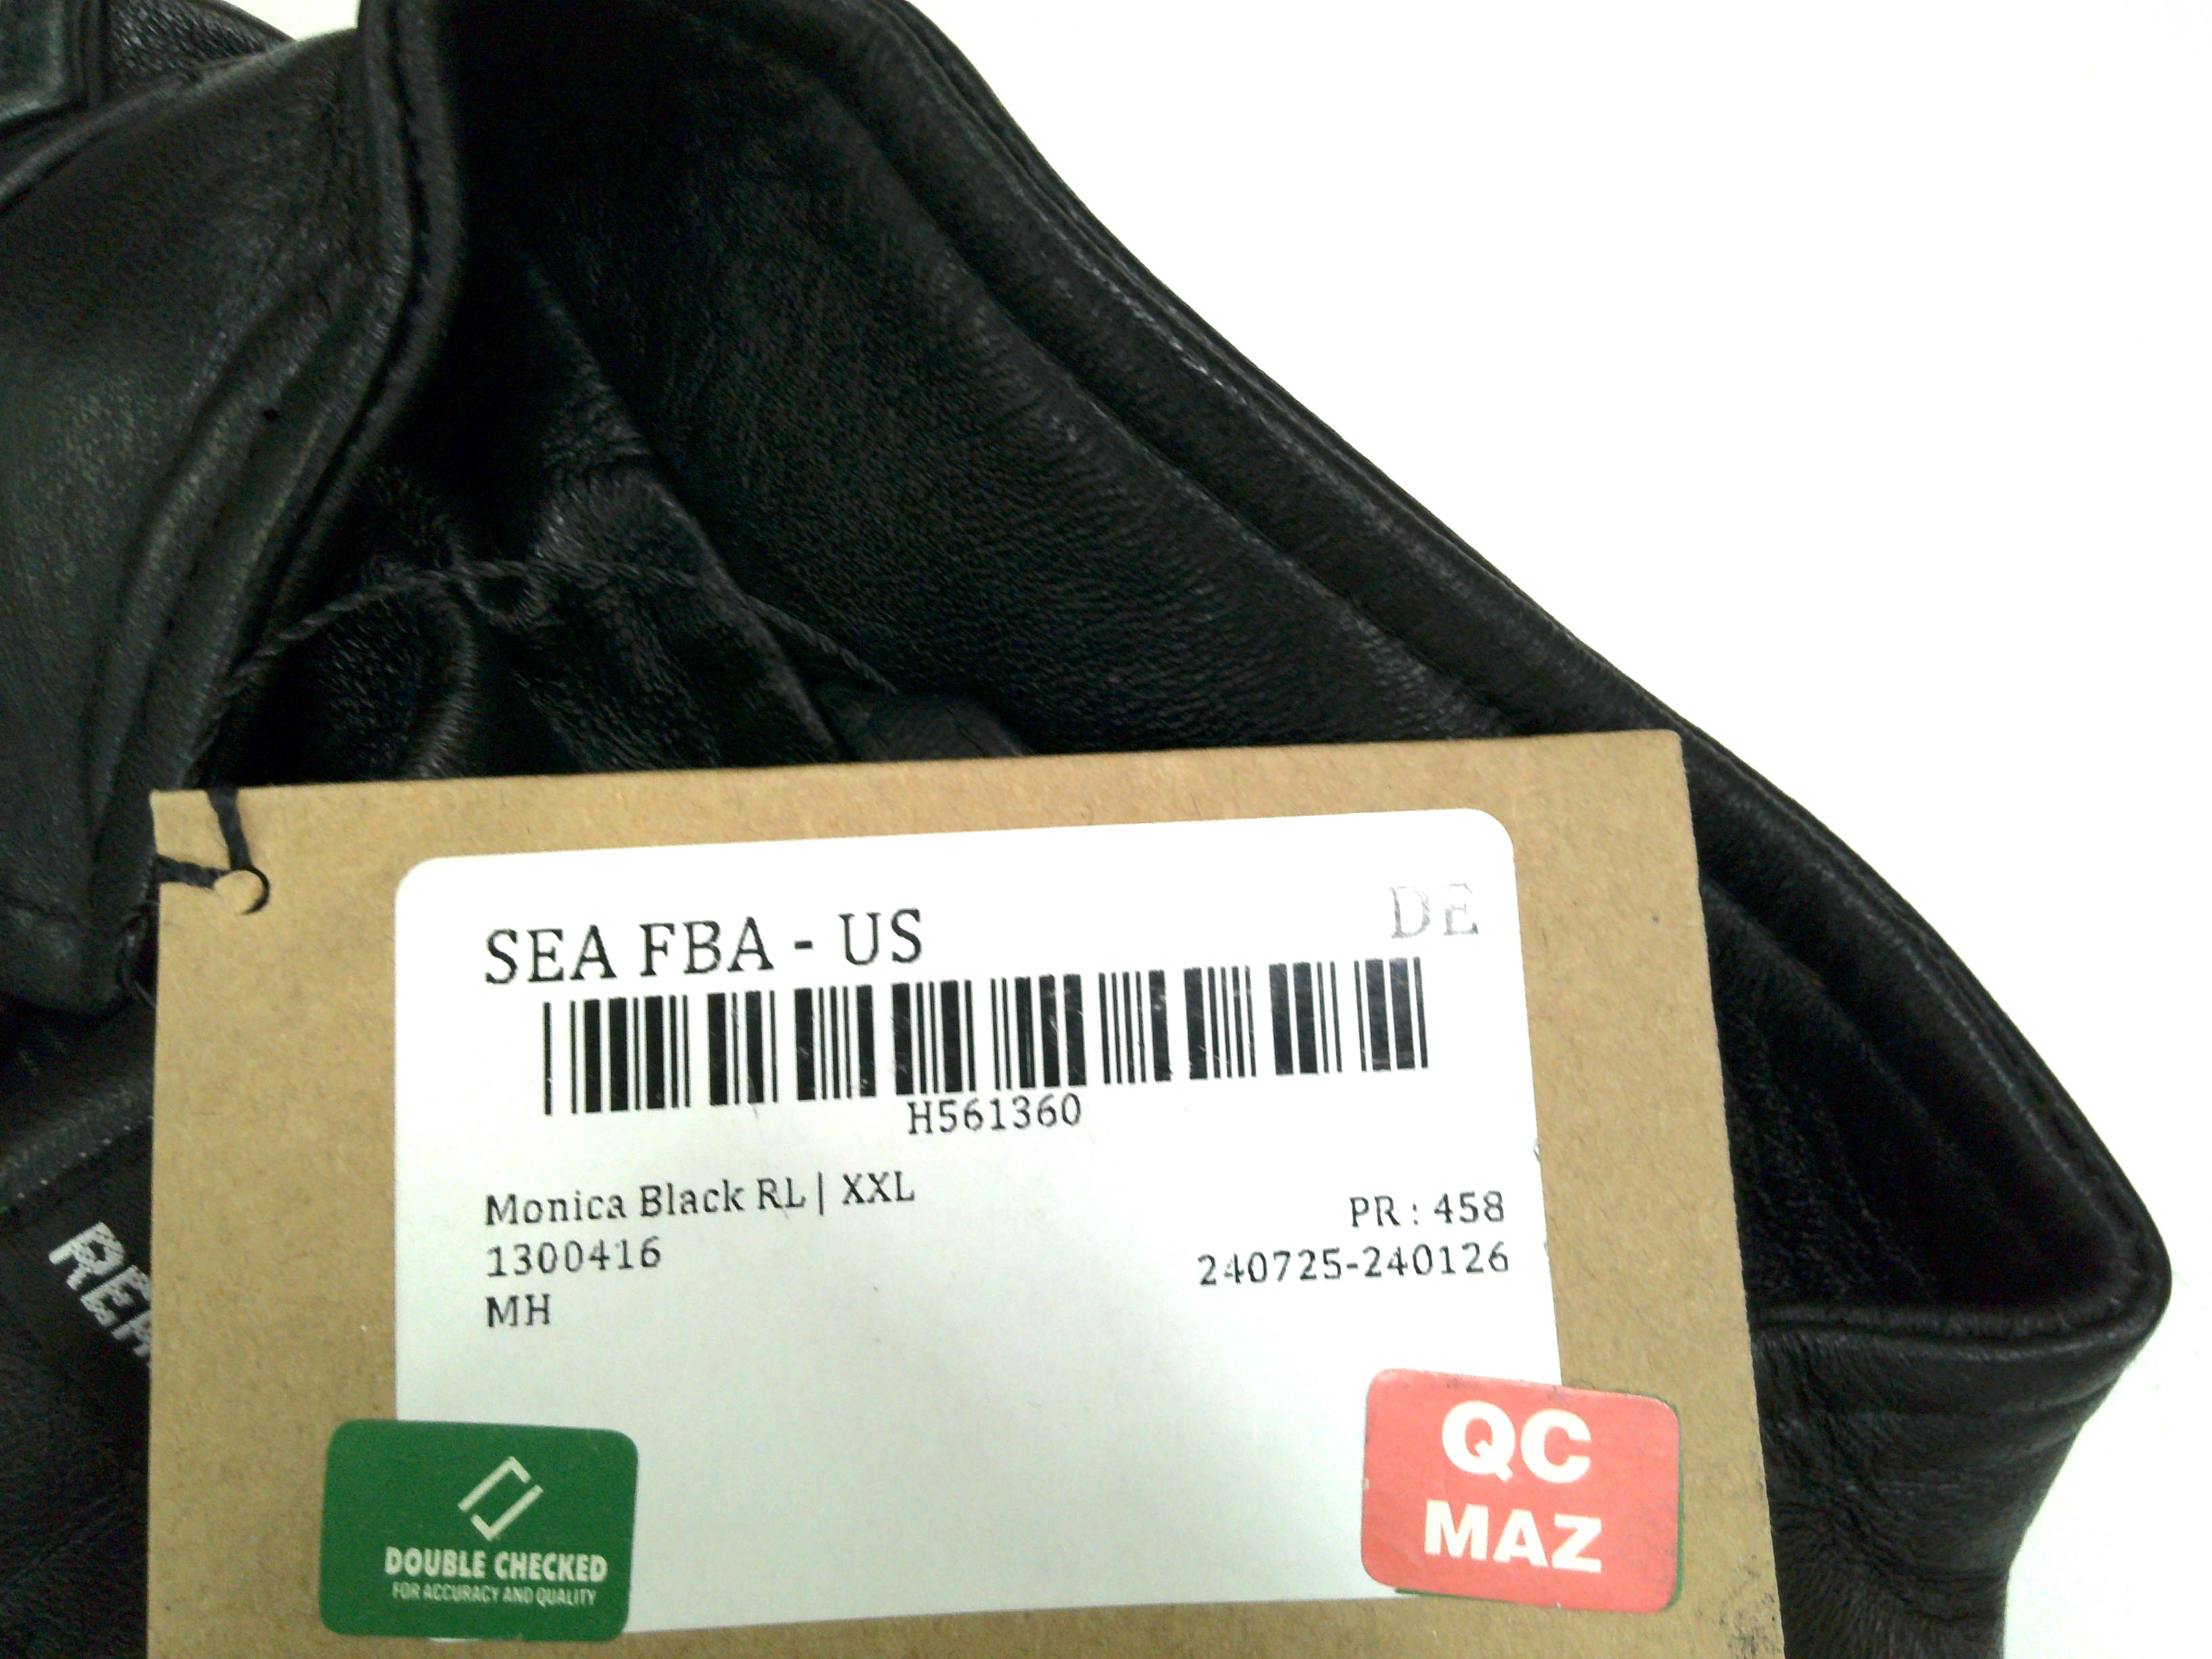 SEA FBA - US
DE
H561360
Monica Black RL | XXL
PR : 458
1300416
240725-240126
MH
QC
MAZ
DOUBLE CHECKED
FOR ACCURACY AND QUALITY